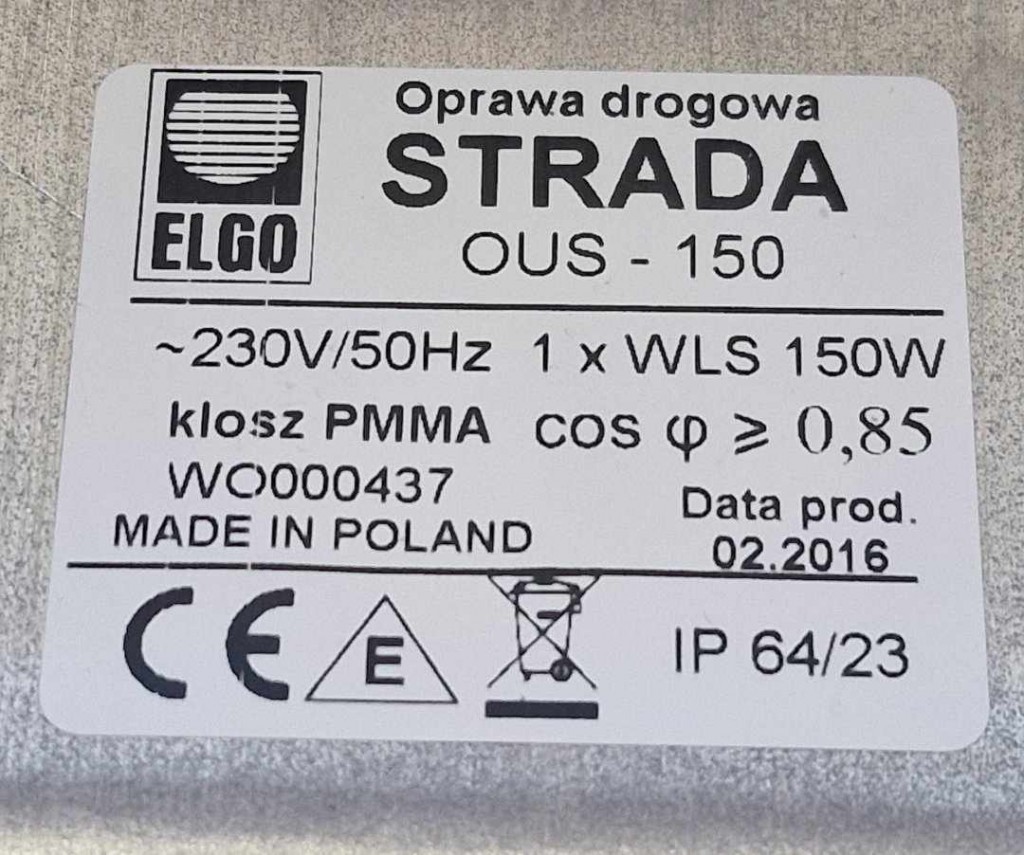 ELGO
Oprawa drogowa
STRADA
OUS - 150
~230V/50Hz 1 x WLS 150W
klosz PMMA cos φ ⩾ 0,85
WO000437
MADE IN POLAND
Data prod.
02.2016
CE E IP 64/23